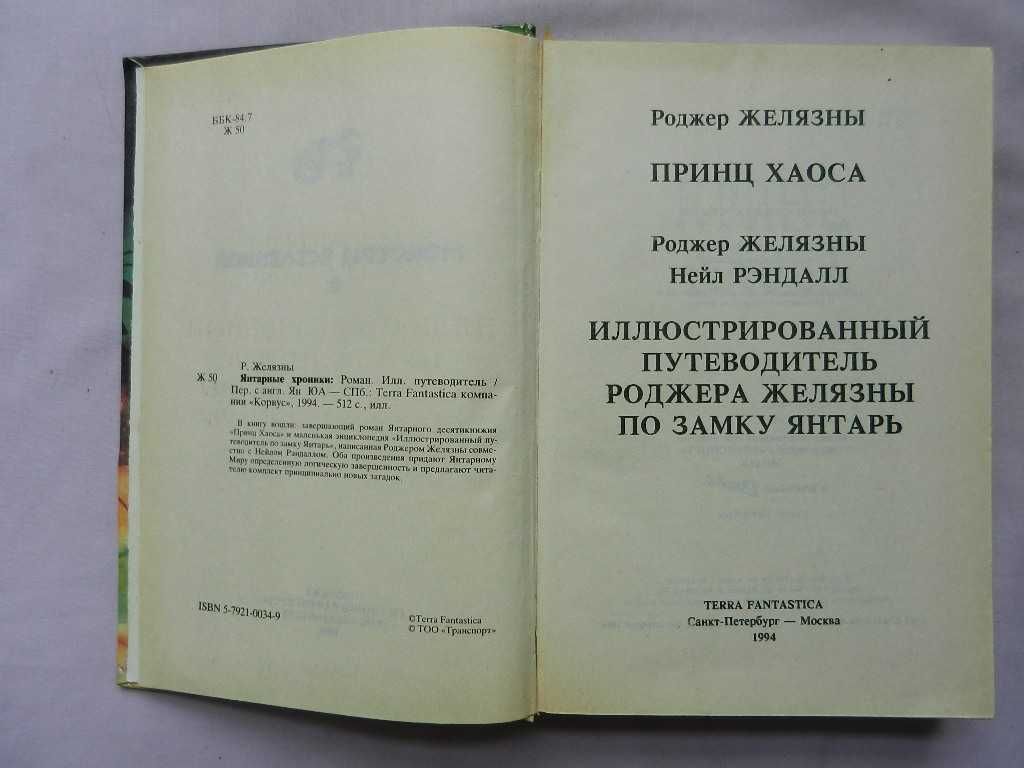 ББК-84.7
Ж 50
Р. Желязны
Ж 50 Янтарные хроники: Роман. Илл. путеводитель /
Пер. с англ. Ян ЮА — СПб.: Terra Fantastica компа-
нии «Корвус», 1994. — 512 с., илл.
В книгу вошли: завершающий роман Янтарного десятикнижия
«Принц Хаоса» и маленькая энциклопедия «Иллюстрированный пу-
теводитель по замку Янтарь», написанная Роджером Желязны совме-
стно с Нейлом Рэндаллом. Оба произведения придают Янтарному
Миру определенную логическую завершенность и предлагают чита-
телю комплект принципиально новых загадок.
ISBN 5-7921-0034-9
©Terra Fantastica
© ТОО «Транспорт»
Роджер ЖЕЛЯЗНЫ
ПРИНЦ ХАОСА
Роджер ЖЕЛЯЗНЫ
Нейл РЭНДАЛЛ
ИЛЛЮСТРИРОВАННЫЙ
ПУТЕВОДИТЕЛЬ
РОДЖЕРА ЖЕЛЯЗНЫ
ПО ЗАМКУ ЯНТАРЬ
TERRA FANTASTICA
Санкт-Петербург — Москва
1994